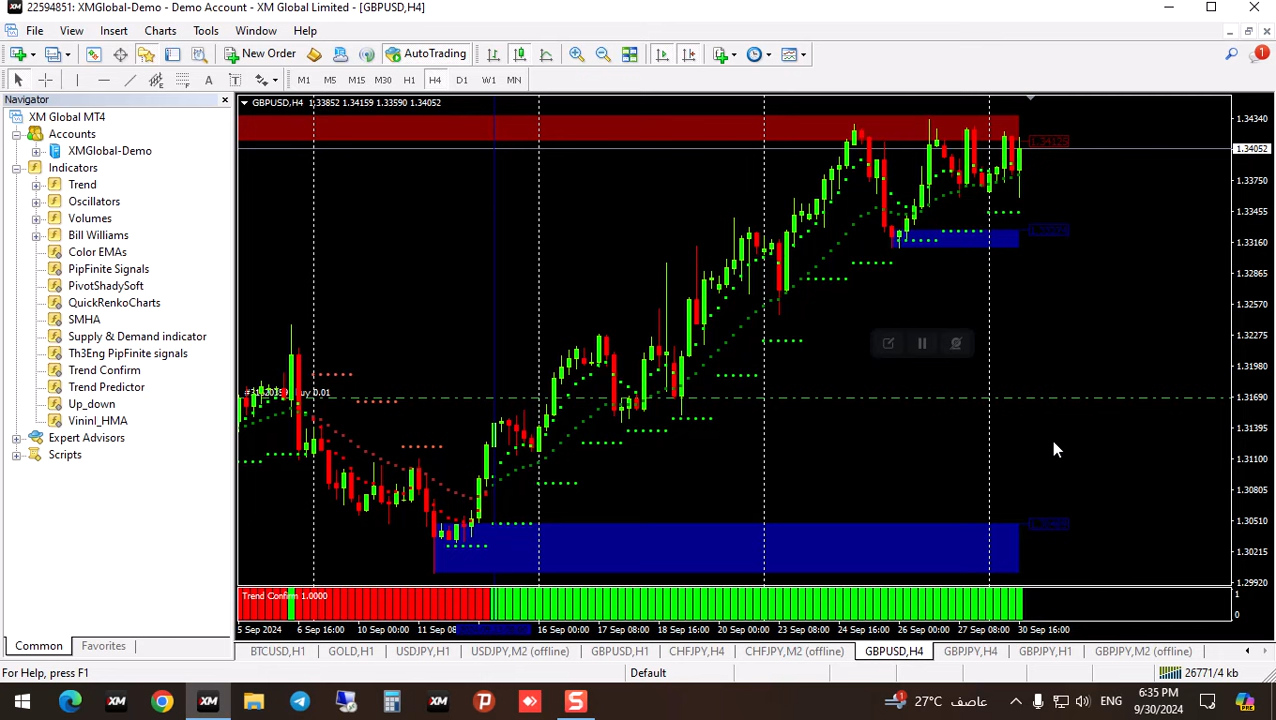 22594851: XMGlobal-Demo - Demo Account - XM Global Limited - [GBPUSD,H4]
File View Insert Charts Tools Window Help
New Order AutoTrading
A T M1 M5 M15 M30 H1 H4 D1 W1 MN
Navigator
XM Global MT4
Accounts
XMGlobal-Demo
Indicators
Trend
Oscillators
Volumes
Bill Williams
Color EMAs
PipFinite Signals
PivotShadySoft
QuickRenkoCharts
SMHA
Supply & Demand indicator
Th3Eng PipFinite signals
Trend Confirm
Trend Predictor
Up_down
VininI_HMA
Expert Advisors
Scripts
Common Favorites
GBPUSD,H4 1.33852 1.34159 1.33590 1.34052
1.34340
1.34052
1.33750
1.33455
1.33160
1.32865
1.32570
1.32275
1.31980
1.31690
1.31395
1.31100
1.30805
1.30510
1.30215
1.29920
buy 0.01
Trend Confirm 1.0000
1
0
5 Sep 2024 6 Sep 16:00 10 Sep 00:00 11 Sep 08:0 16 Sep 00:00 17 Sep 08:00 18 Sep 16:00 20 Sep 00:00 23 Sep 08:00 24 Sep 16:00 26 Sep 00:00 27 Sep 08:00 30 Sep 16:00
BTCUSD,H1 GOLD,H1 USDJPY,H1 USDJPY,M2 (offline) GBPUSD,H1 CHFJPY,H4 CHFJPY,M2 (offline) GBPUSD,H4 GBPJPY,H4 GBPJPY,H1 GBPJPY,M2 (offline)
For Help, press F1 Default 26771/4 kb
27°C عاصف ENG 6:35 PM
9/30/2024